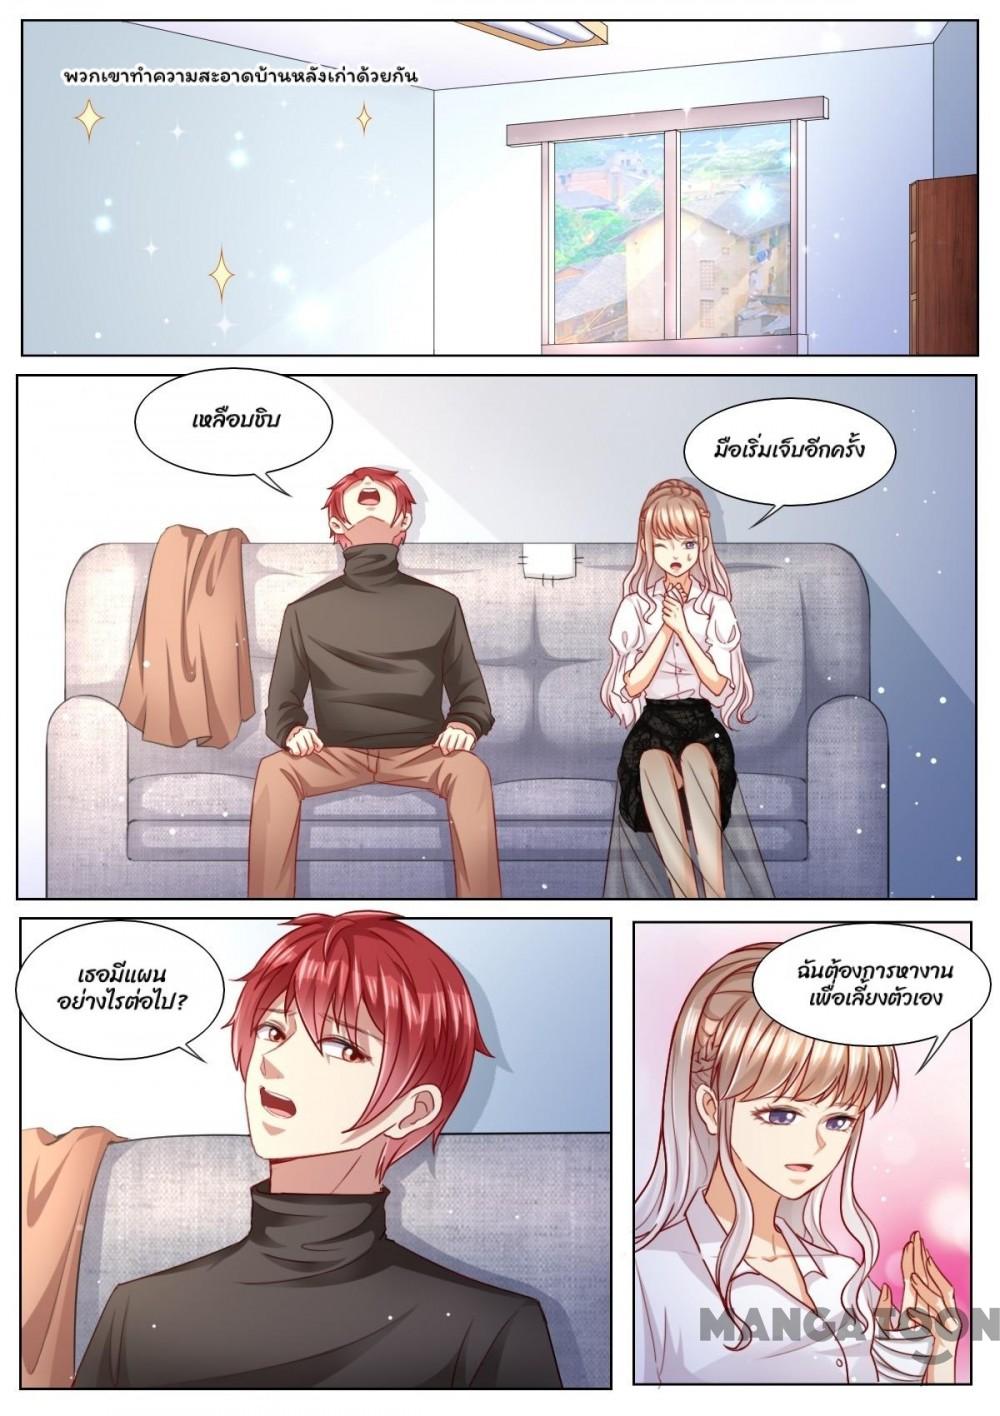 พวกเขาทำความสะอาดบ้านหลังเก่าด้วยกัน
เหลือบชิบ
มือเริ่มเจ็บอีกครั้ง
เธอมีแผน
อย่างไรต่อไป?
ฉันต้องการหางาน
เพื่อเลี้ยงตัวเอง
MANGATOON